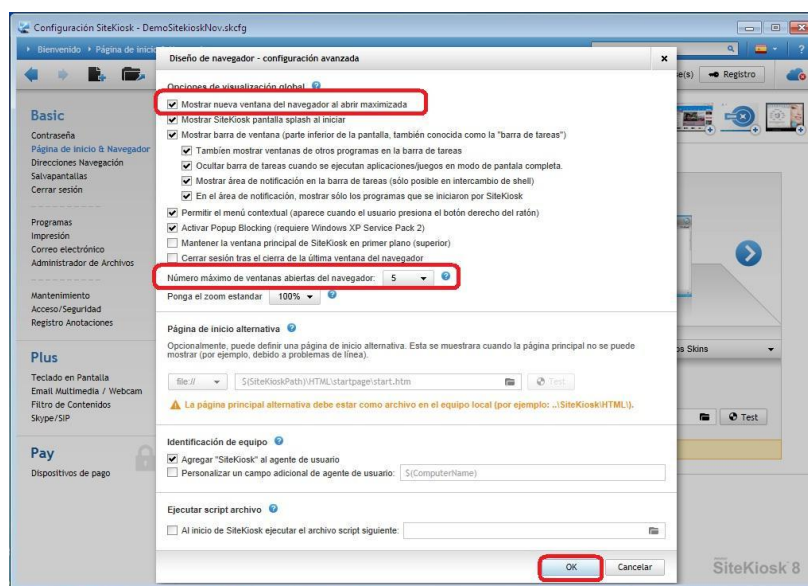 Configuración SiteKiosk - DemoSitekioskNov.skcfg
Bienvenido Página de inicio
Diseño de navegador - configuración avanzada
Opciones de visualización global
Mostrar nueva ventana del navegador al abrir maximizada
Mostrar SiteKiosk pantalla splash al iniciar
Mostrar barra de ventana (parte inferior de la pantalla, también conocida como la "barra de tareas")
Tambíen mostrar ventanas de otros programas en la barra de tareas
Ocultar barra de tareas cuando se ejecutan aplicaciones/juegos en modo de pantala completa.
Mostrar área de notificación en la barra de tareas (sólo posible en intercambio de shell)
En el área de notificación, mostrar sólo los programas que se iniciaron por SiteKiosk
Permitir el menú contextual (aparece cuando el usuario presiona el botón derecho del ratón)
Activar Popup Blocking (requiere Windows XP Service Pack 2)
Mantener la ventana principal de SiteKiosk en primer plano (superior)
Cerrar sesión tras el cierra de la última ventana del navegador
Número máximo de ventanas abiertas del navegador: 5
Ponga el zoom estandar 100%
Página de inicio alternativa
Opcionalmente, puede definir una página de inicio alternativa. Esta se muestrara cuando la página principal no se puede
mostrar (por ejemplo, debido a problemas de línea).
file:// $(SiteKioskPath)\HTML\startpage\start.htm Test
La página principal alternativa debe estar como archivo en el equipo local (por ejemplo: ..\SiteKiosk\HTML\).
Identificación de equipo
Agregar "SiteKiosk" al agente de usuario
Personalizar un campo adicional de agente de usuario: $(ComputerName)
Ejecutar script archivo
Al inicio de SiteKiosk ejecutar el archivo script siguiente:
OK Cancelar
Basic
Contraseña
Página de inicio & Navegador
Direcciones Navegación
Salvapantallas
Cerrar sesión
Programas
Impresión
Correo electrónico
Administrador de Archivos
Mantenimiento
Acceso/Seguridad
Registro Anotaciones
Plus
Teclado en Pantalla
Email Multimedia / Webcam
Filtro de Contenidos
Skype/SIP
Pay
Dispositivos de pago
e(s) Registro
os Skins
Test
SiteKiosk 8